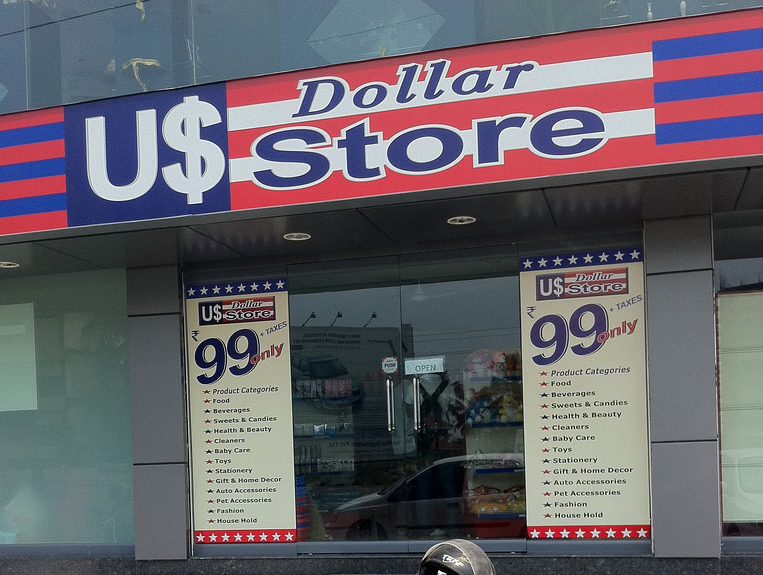 U$ Dollar
Store
U$ Dollar
Store
₹ 99 only + TAXES
Product Categories
Food
Beverages
Sweets & Candies
Health & Beauty
Cleaners
Baby Care
Toys
Stationery
Gift & Home Decor
Auto Accessories
Pet Accessories
Fashion
House Hold
PUSH
OPEN
U$ Dollar
Store
₹ 99 only + TAXES
Product Categories
Food
Beverages
Sweets & Candies
Health & Beauty
Cleaners
Baby Care
Toys
Stationery
Gift & Home Decor
Auto Accessories
Pet Accessories
Fashion
House Hold